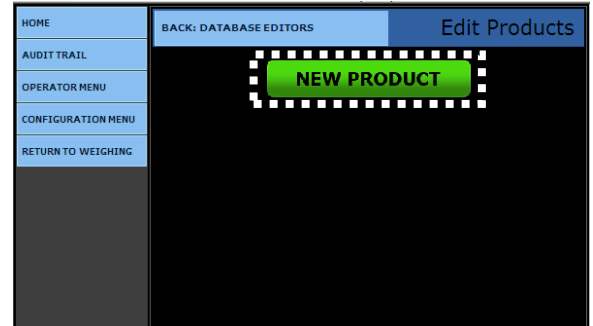 HOME
BACK: DATABASE EDITORS
Edit Products
AUDIT TRAIL
NEW PRODUCT
OPERATOR MENU
CONFIGURATION MENU
RETURN TO WEIGHING